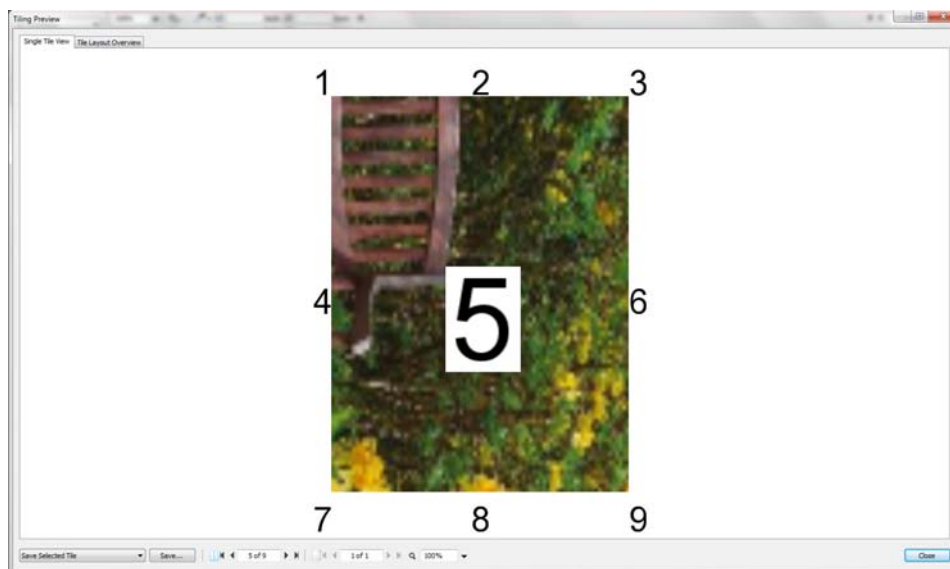 Tiling Preview
Single Tile View Tile Layout Overview
1 2 3
4 5 6
7 8 9
Save Selected Tile Save... 5 of 9 1 of 1 100% Close